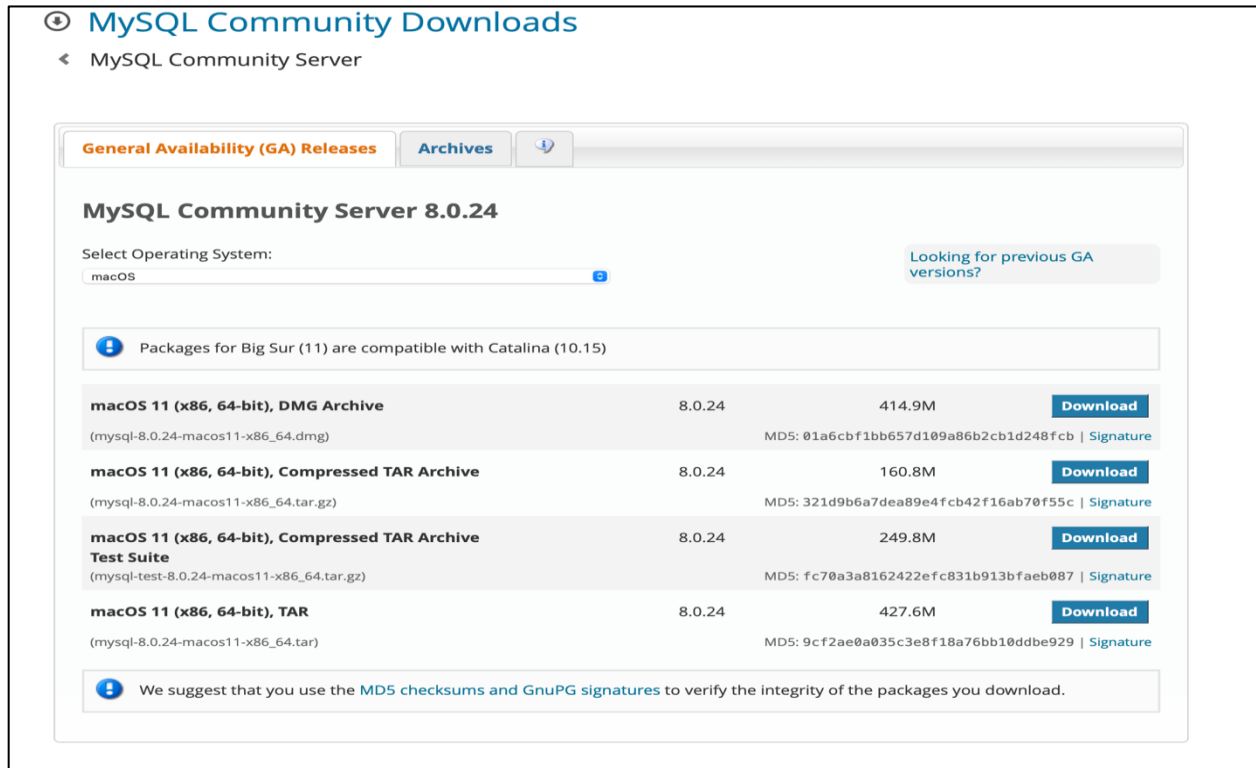 MySQL Community Downloads
MySQL Community Server
General Availability (GA) Releases Archives
MySQL Community Server 8.0.24
Select Operating System:
macOS
Looking for previous GA
versions?
Packages for Big Sur (11) are compatible with Catalina (10.15)
macOS 11 (x86, 64-bit), DMG Archive 8.0.24 414.9M Download
(mysql-8.0.24-macos11-x86_64.dmg) MD5: 01a6cbf1bb657d109a86b2cb1d248fcb | Signature
macOS 11 (x86, 64-bit), Compressed TAR Archive 8.0.24 160.8M Download
(mysql-8.0.24-macos11-x86_64.tar.gz) MD5: 321d9b6a7dea89e4fcb42f16ab70f55c | Signature
macOS 11 (x86, 64-bit), Compressed TAR Archive 8.0.24 249.8M Download
Test Suite
(mysql-test-8.0.24-macos11-x86_64.tar.gz) MD5: fc70a3a8162422efc831b913bfaeb087 | Signature
macOS 11 (x86, 64-bit), TAR 8.0.24 427.6M Download
(mysql-8.0.24-macos11-x86_64.tar) MD5: 9cf2ae0a035c3e8f18a76bb10ddbe929 | Signature
We suggest that you use the MD5 checksums and GnuPG signatures to verify the integrity of the packages you download.